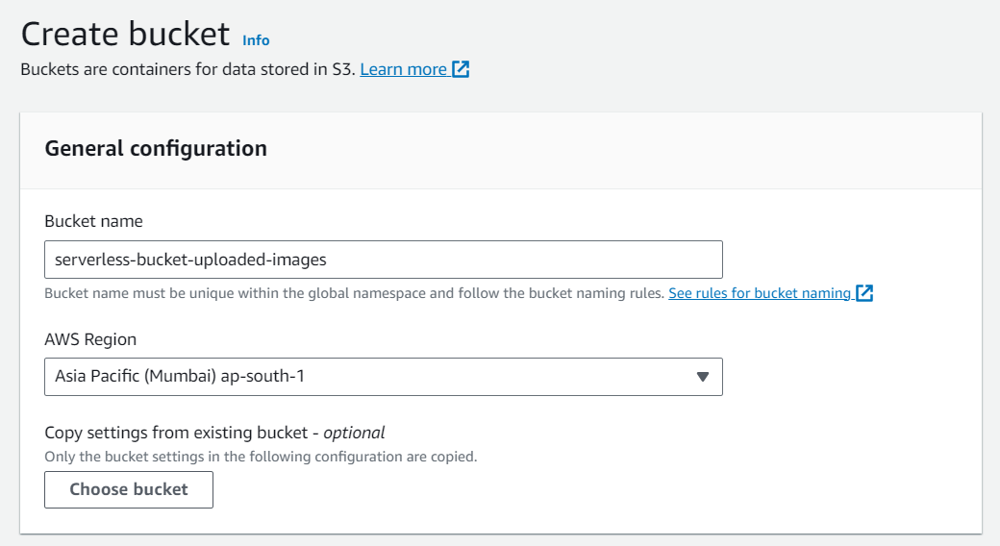 Create bucket Info
Buckets are containers for data stored in S3. Learn more
General configuration
Bucket name
serverless-bucket-uploaded-images
Bucket name must be unique within the global namespace and follow the bucket naming rules. See rules for bucket naming
AWS Region
Asia Pacific (Mumbai) ap-south-1
Copy settings from existing bucket - optional
Only the bucket settings in the following configuration are copied.
Choose bucket